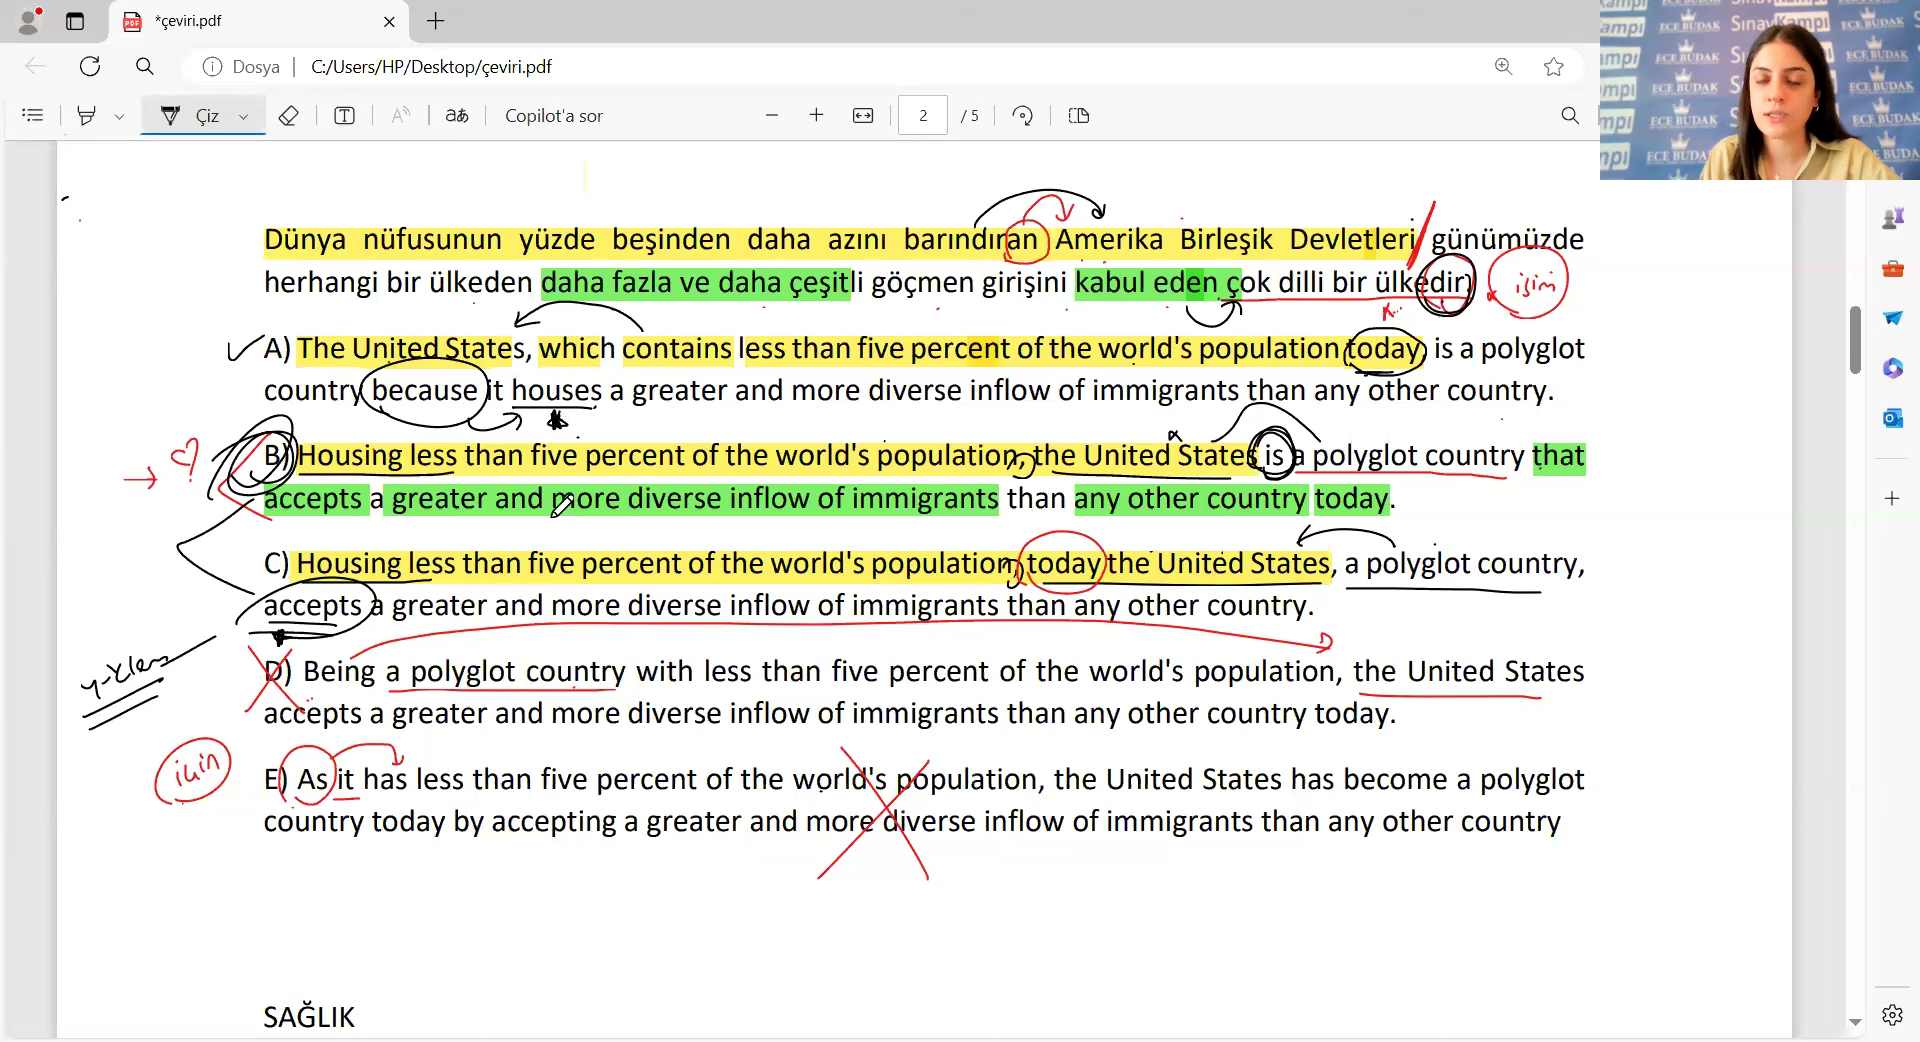 *çeviri.pdf
Dosya | C:/Users/HP/Desktop/çeviri.pdf
Çiz
Copilot'a sor
2 / 5
Dünya nüfusunun yüzde beşinden daha azını barındıran Amerika Birleşik Devletleri günümüzde
herhangi bir ülkeden daha fazla ve daha çeşitli göçmen girişini kabul eden çok dilli bir ülkedir.
isim
A) The United States, which contains less than five percent of the world's population today, is a polyglot
country because it houses a greater and more diverse inflow of immigrants than any other country.
B) Housing less than five percent of the world's population, the United States is a polyglot country that
accepts a greater and more diverse inflow of immigrants than any other country today.
C) Housing less than five percent of the world's population, today the United States, a polyglot country,
accepts a greater and more diverse inflow of immigrants than any other country.
D) Being a polyglot country with less than five percent of the world's population, the United States
accepts a greater and more diverse inflow of immigrants than any other country today.
E) As it has less than five percent of the world's population, the United States has become a polyglot
country today by accepting a greater and more diverse inflow of immigrants than any other country
SAĞLIK
SınavKampı
ECE BUDAK